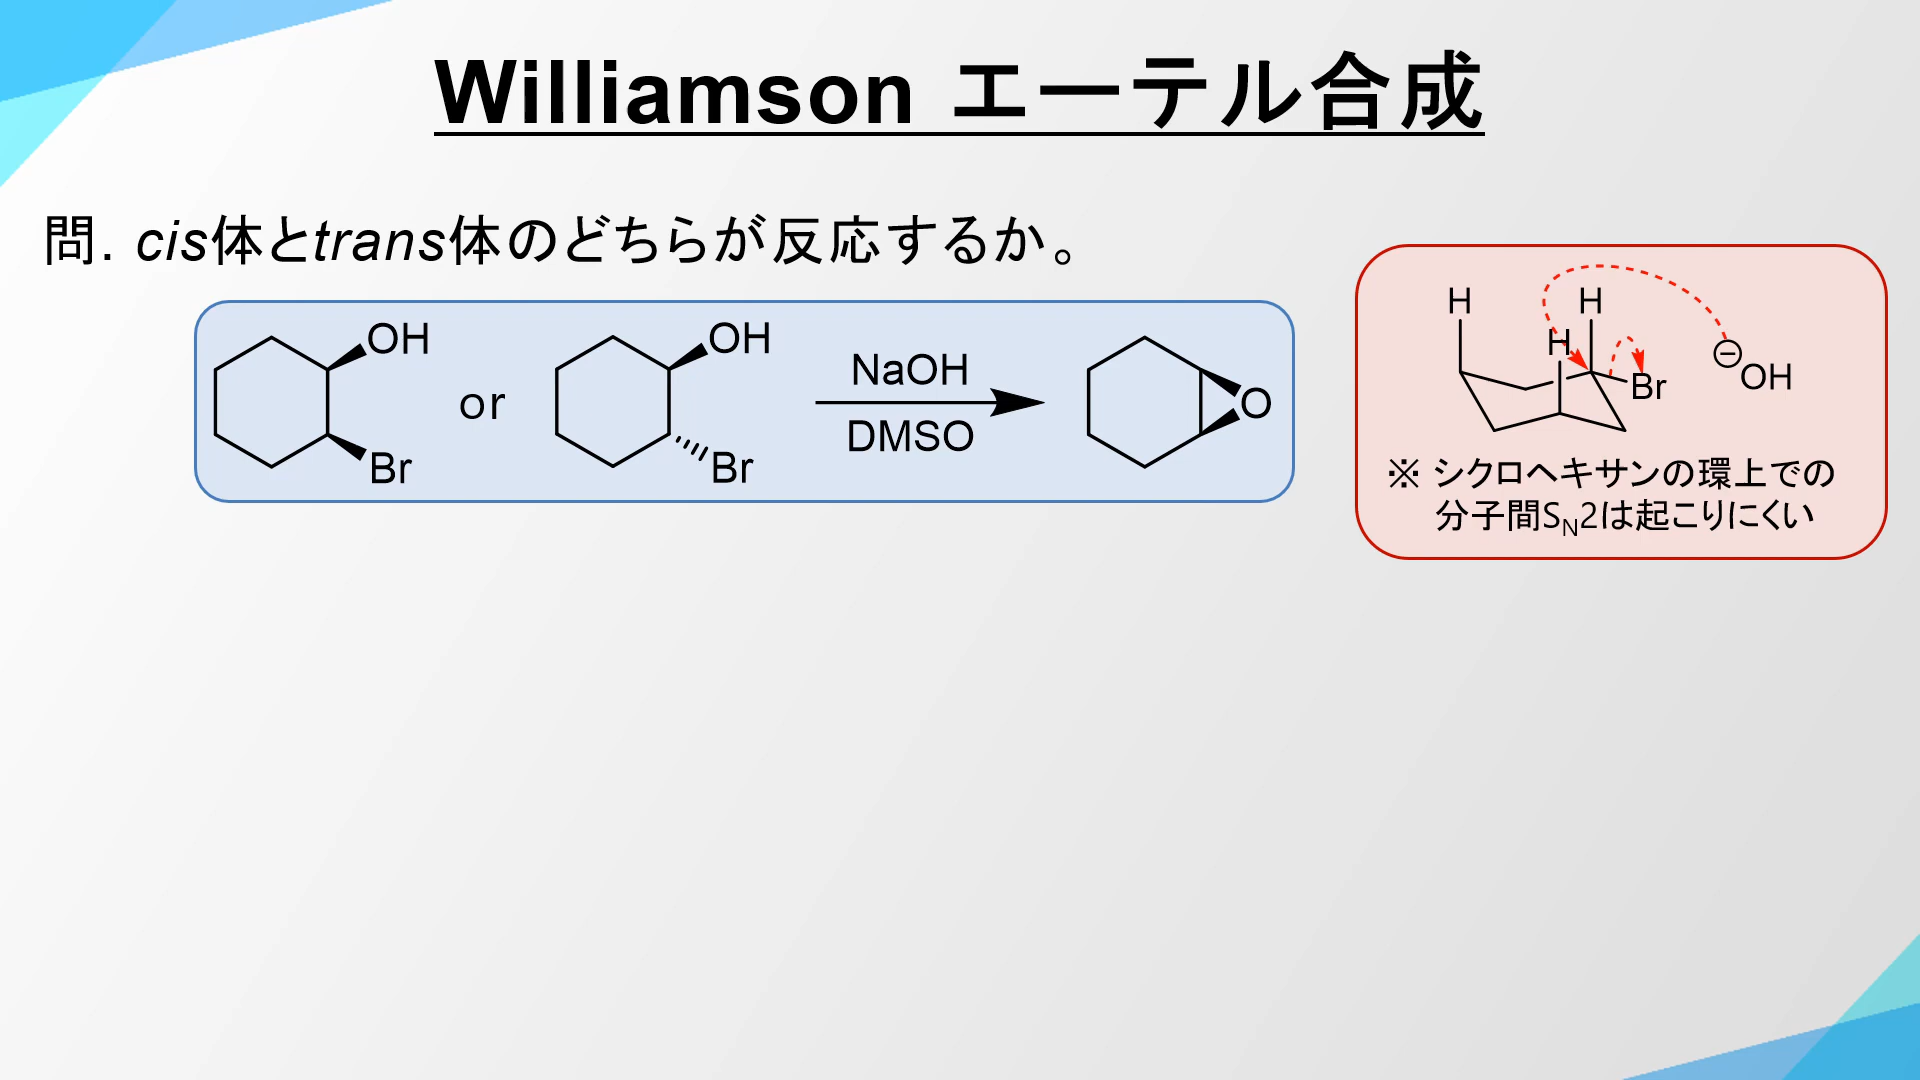 Williamson エーテル合成
問. cis体とtrans体のどちらが反応するか。
OH
Br
or
OH
Br
NaOH
DMSO
O
H
H
H
Br
⊖
OH
※ シクロヘキサンの環上での
分子間SN2は起こりにくい